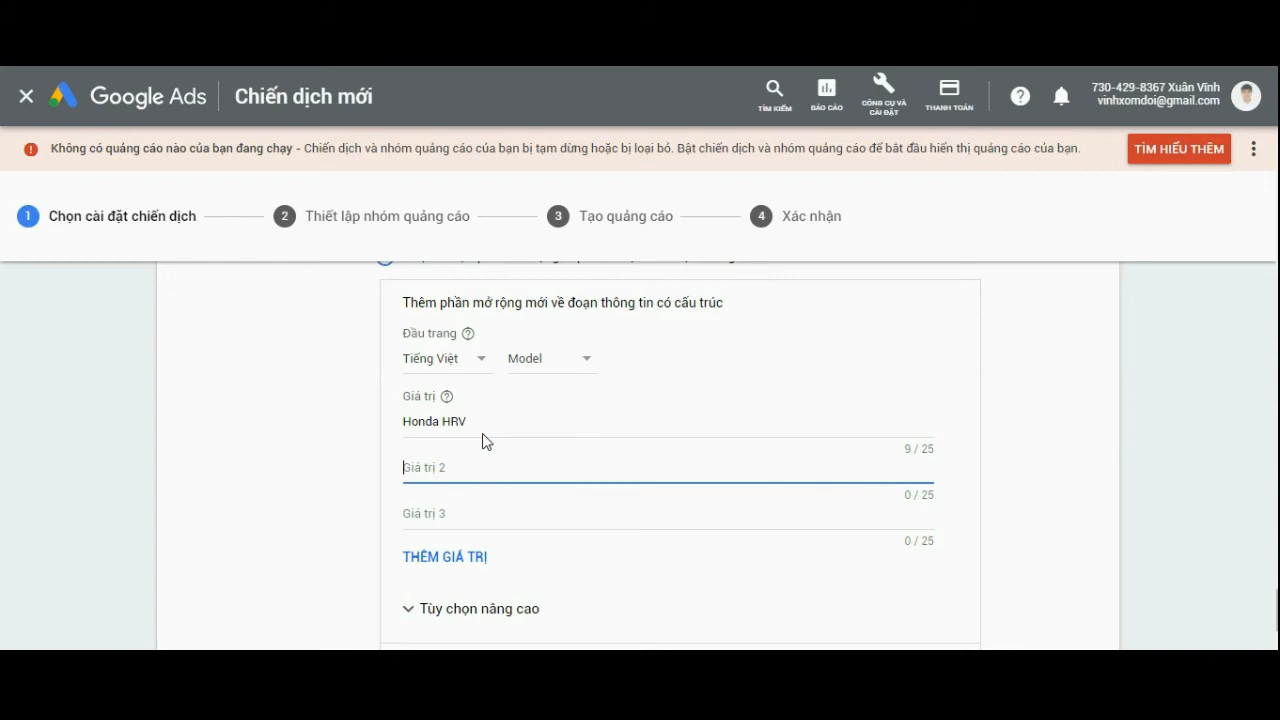 Google Ads
Chiến dịch mới
TÌM KIẾM
BÁO CÁO
CÔNG CỤ VÀ CÀI ĐẶT
THANH TOÁN
730-429-8367 Xuân Vĩnh
vinhxomdoi@gmail.com
Không có quảng cáo nào của bạn đang chạy - Chiến dịch và nhóm quảng cáo của bạn bị tạm dừng hoặc bị loại bỏ. Bật chiến dịch và nhóm quảng cáo để bắt đầu hiển thị quảng cáo của bạn.
TÌM HIỂU THÊM
1 Chọn cài đặt chiến dịch
2 Thiết lập nhóm quảng cáo
3 Tạo quảng cáo
4 Xác nhận
Thêm phần mở rộng mới về đoạn thông tin có cấu trúc
Đầu trang
Tiếng Việt Model
Giá trị
Honda HRV
9 / 25
Giá trị 2
0 / 25
Giá trị 3
0 / 25
THÊM GIÁ TRỊ
Tùy chọn nâng cao